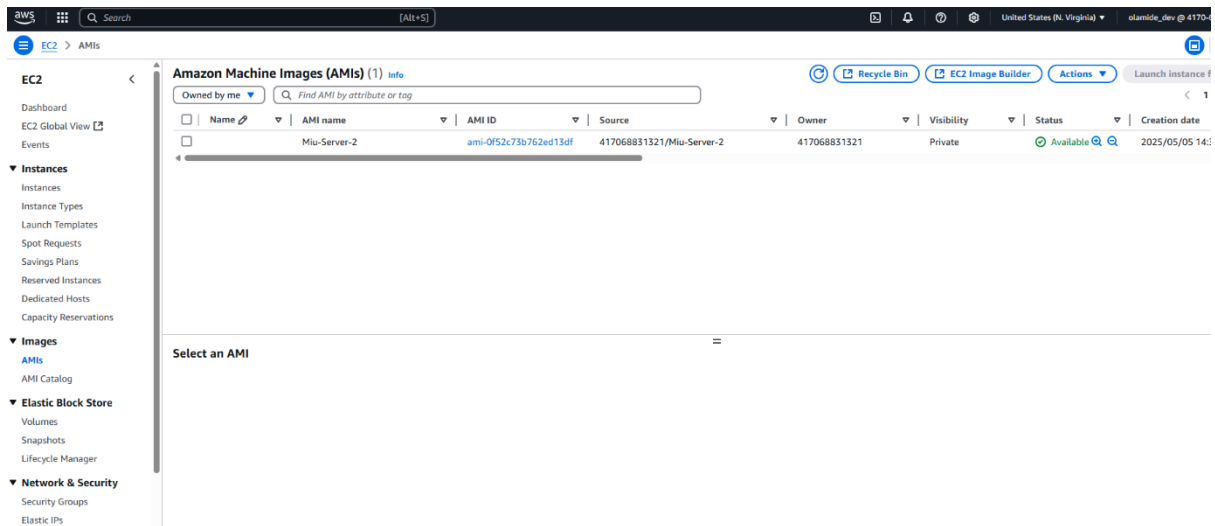 aws Search [Alt+S] United States (N. Virginia) ▼ olamide_dev @ 4170-
EC2 > AMIs
EC2
Dashboard
EC2 Global View
Events
▼ Instances
Instances
Instance Types
Launch Templates
Spot Requests
Savings Plans
Reserved Instances
Dedicated Hosts
Capacity Reservations
▼ Images
AMIs
AMI Catalog
▼ Elastic Block Store
Volumes
Snapshots
Lifecycle Manager
▼ Network & Security
Security Groups
Elastic IPs
Amazon Machine Images (AMIs) (1) Info
Recycle Bin EC2 Image Builder Actions ▼ Launch instance f
Owned by me ▼ Find AMI by attribute or tag < 1
Name AMI name AMI ID Source Owner Visibility Status Creation date
Miu-Server-2 ami-0f52c73b762ed13df 417068831321/Miu-Server-2 417068831321 Private Available 2025/05/05 14:
Select an AMI